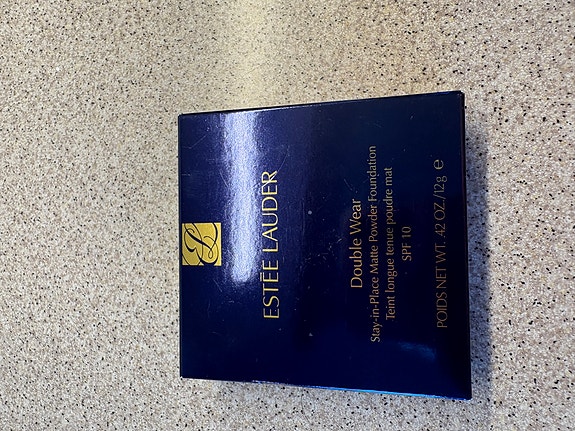 ESTĒE LAUDER
Double Wear
Stay-in-Place Matte Powder Foundation
Teint longue tenue poudre mat
SPF 10
POIDS NET WT. .42 OZ./12g ℮